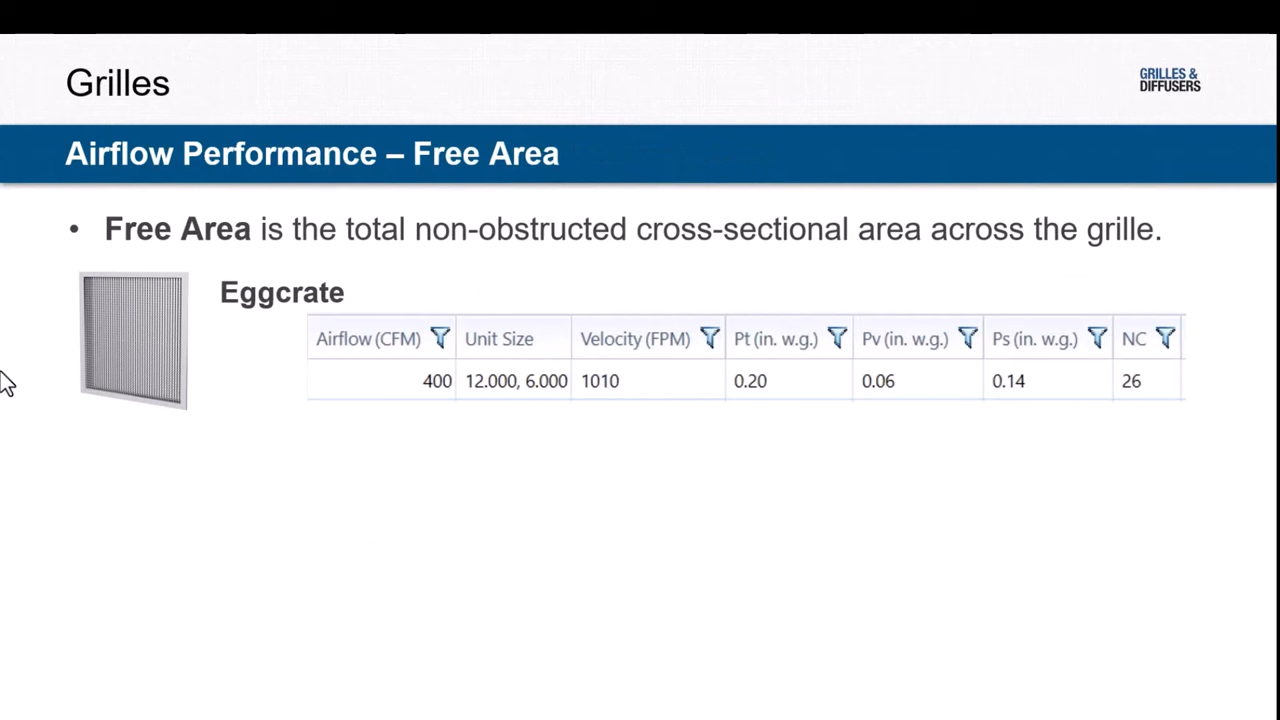 Grilles
GRILLES &
DIFFUSERS
Airflow Performance – Free Area
• Free Area is the total non-obstructed cross-sectional area across the grille.
Eggcrate
Airflow (CFM) Unit Size Velocity (FPM) Pt (in. w.g.) Pv (in. w.g.) Ps (in. w.g.) NC
400 12.000, 6.000 1010 0.20 0.06 0.14 26